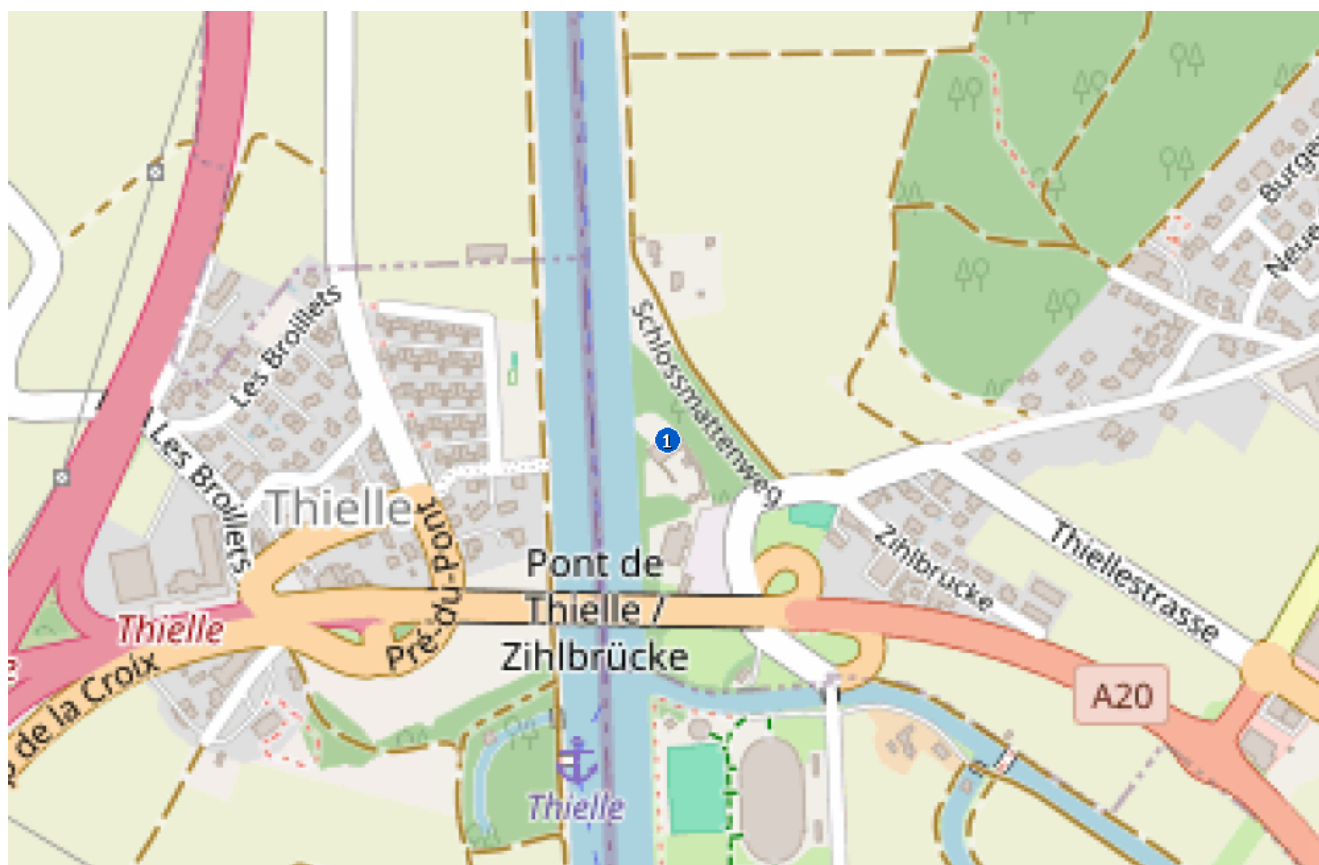 Burge
Neue
Les Broillets
Schlossmattenweg
1
Les Broillets
Thielle
Pré-du-Pont
Pont de
Thielle /
Zihlbrücke
Zihlbrücke
Thiellestrasse
Thielle
e
p de la Croix
A20
Thielle